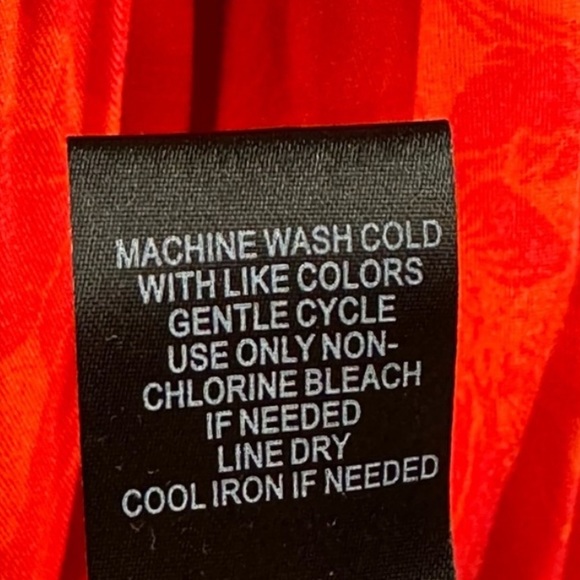 MACHINE WASH COLD
WITH LIKE COLORS
GENTLE CYCLE
USE ONLY NON-
CHLORINE BLEACH
IF NEEDED
LINE DRY
COOL IRON IF NEEDED